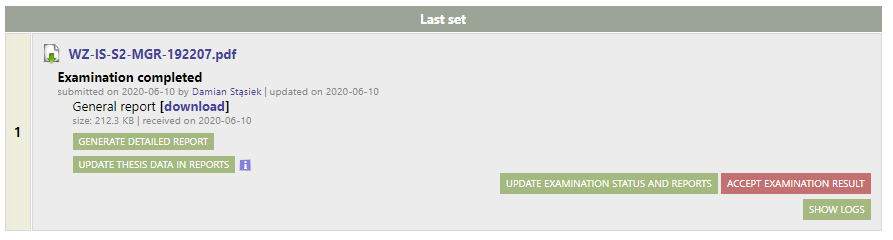 Last set
1
WZ-IS-S2-MGR-192207.pdf
Examination completed
submitted on 2020-06-10 by Damian Stąsiek | updated on 2020-06-10
General report [download]
size: 212.3 KB | received on 2020-06-10
GENERATE DETAILED REPORT
UPDATE THESIS DATA IN REPORTS i
UPDATE EXAMINATION STATUS AND REPORTS ACCEPT EXAMINATION RESULT
SHOW LOGS